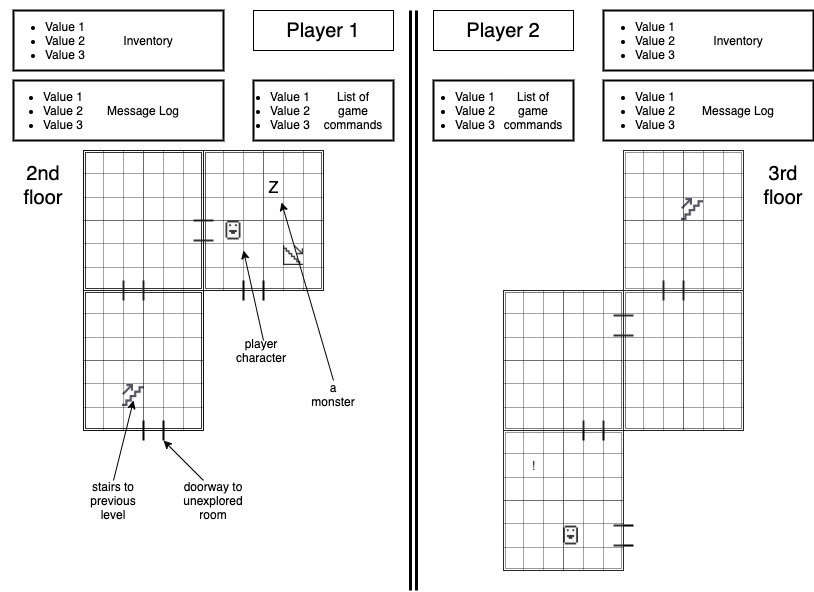 Value 1
Value 2
Value 3
Inventory
Player 1
Value 1
Value 2
Value 3
Message Log
Value 1
Value 2
Value 3
List of
game
commands
2nd
floor
Z
player
character
a
monster
stairs to
previous
level
doorway to
unexplored
room
Player 2
Value 1
Value 2
Value 3
Inventory
Value 1
Value 2
Value 3
List of
game
commands
Value 1
Value 2
Value 3
Message Log
3rd
floor
!